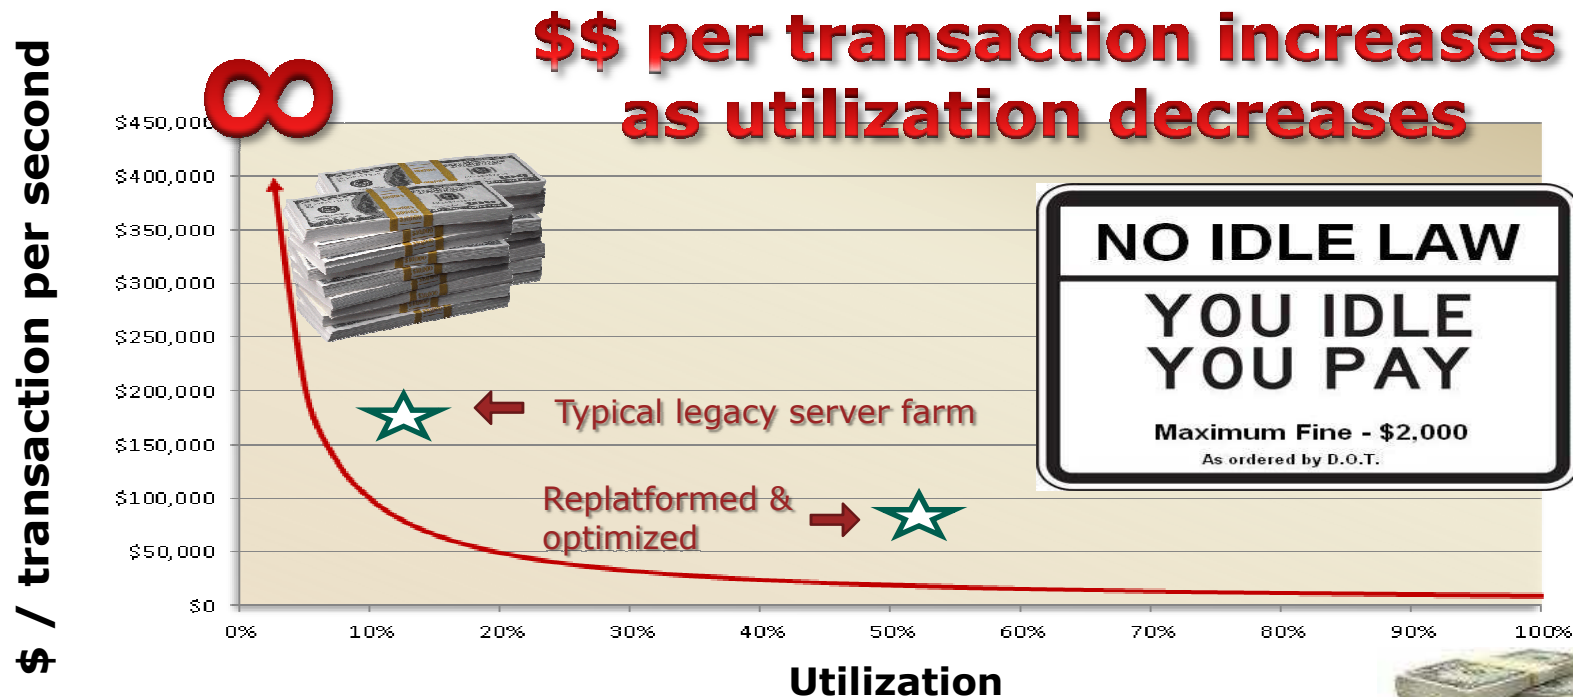 $$ per transaction increases
as utilization decreases
∞
$ / transaction per second
$450,000
$400,000
$350,000
$300,000
$250,000
$200,000
$150,000
$100,000
$50,000
$0
NO IDLE LAW
YOU IDLE
YOU PAY
Maximum Fine - $2,000
As ordered by D.O.T.
Typical legacy server farm
Replatformed &
optimized
0% 10% 20% 30% 40% 50% 60% 70% 80% 90% 100%
Utilization